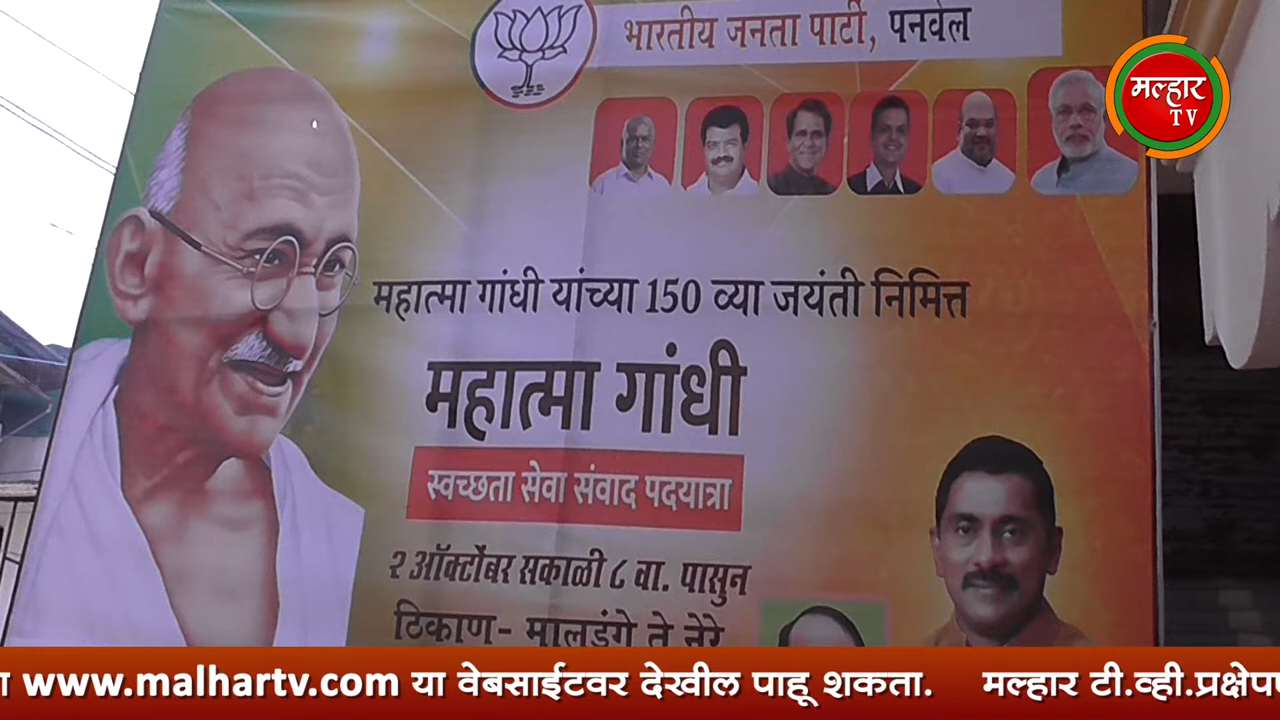 भारतीय जनता पार्टी, पनवेल
मल्हार
TV
महात्मा गांधी यांच्या 150 व्या जयंती निमित्त
महात्मा गांधी
स्वच्छता सेवा संवाद पदयात्रा
२ ऑक्टोंबर सकाळी ८ वा. पासुन
ठिकाण- मालडुंगे ते नेरे
www.malhartv.com या वेबसाईटवर देखील पाहू शकता. मल्हार टी.व्ही.